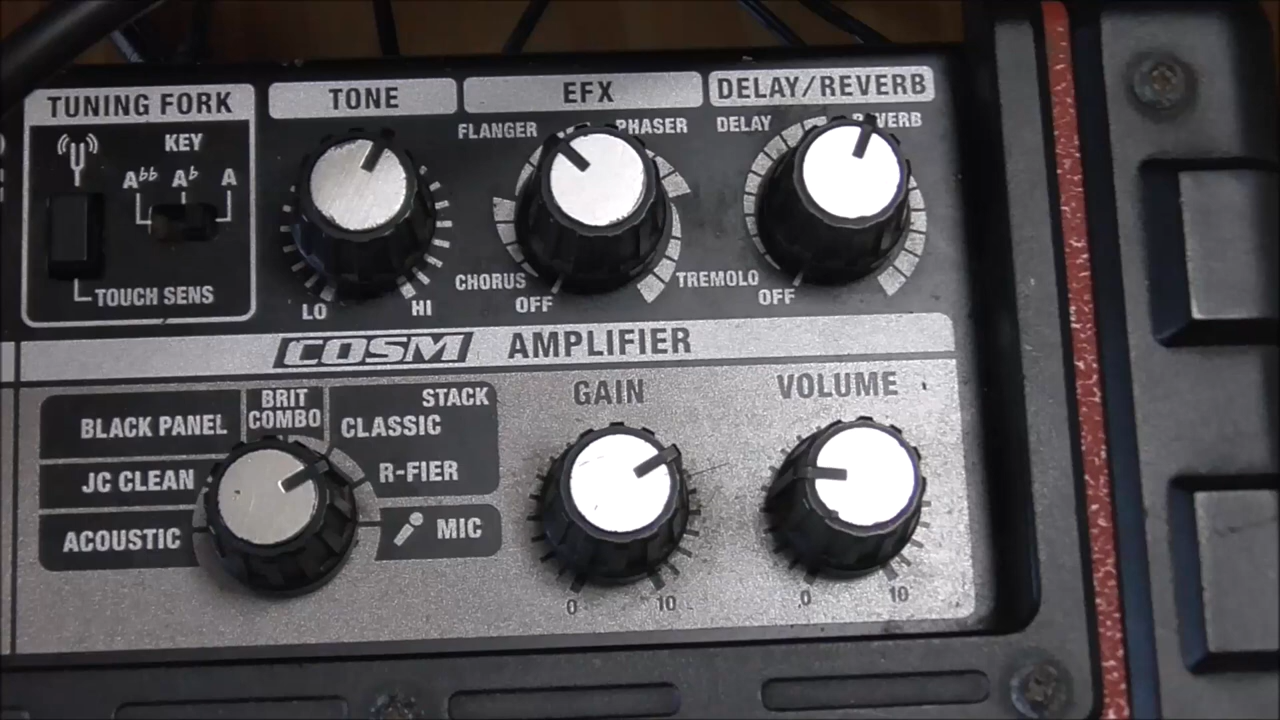 TUNING FORK
KEY
A♭♭ A♭ A
TOUCH SENS
TONE
LO HI
EFX
FLANGER PHASER
CHORUS TREMOLO
OFF
DELAY/REVERB
DELAY
OFF
COSM AMPLIFIER
BLACK PANEL
BRIT
COMBO
STACK
CLASSIC
JC CLEAN
R-FIER
ACOUSTIC
MIC
GAIN
0 10
VOLUME
0 10